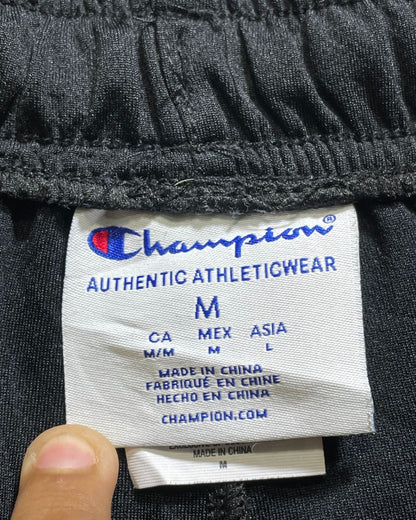 Champion®
AUTHENTIC ATHLETICWEAR
M
CA MEX ASIA
M/M M L
MADE IN CHINA
FABRIQUÉ EN CHINE
HECHO EN CHINA
CHAMPION.COM
MADE IN CHINA
M